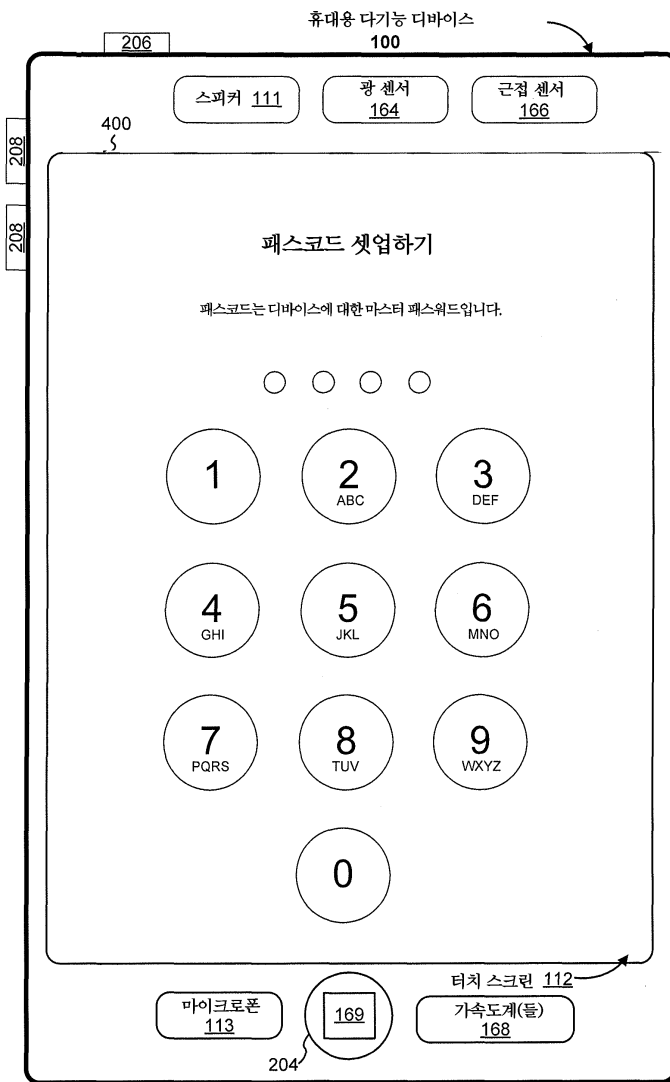 휴대용 다기능 디바이스
100
206
스피커 111
광 센서
164
근접 센서
166
208
208
400
패스코드 셋업하기
패스코드는 디바이스에 대한 마스터 패스워드입니다.
1
2
ABC
3
DEF
4
GHI
5
JKL
6
MNO
7
PQRS
8
TUV
9
WXYZ
0
터치 스크린 112
마이크로폰
113
169
가속도계(들)
168
204